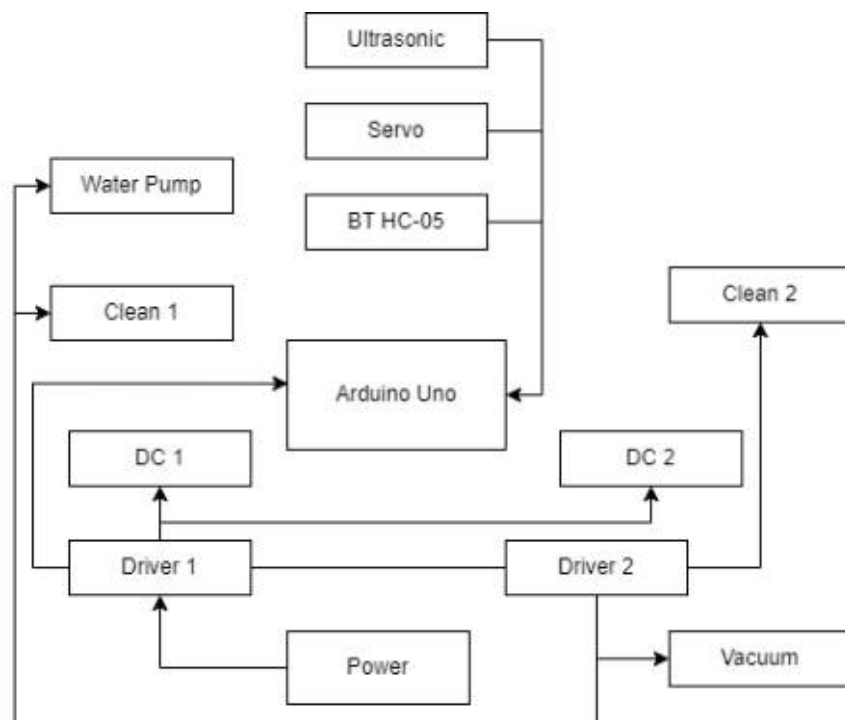 Ultrasonic
Servo
Water Pump
BT HC-05
Clean 2
Clean 1
Arduino Uno
DC 1
DC 2
Driver 1
Driver 2
Power
Vacuum